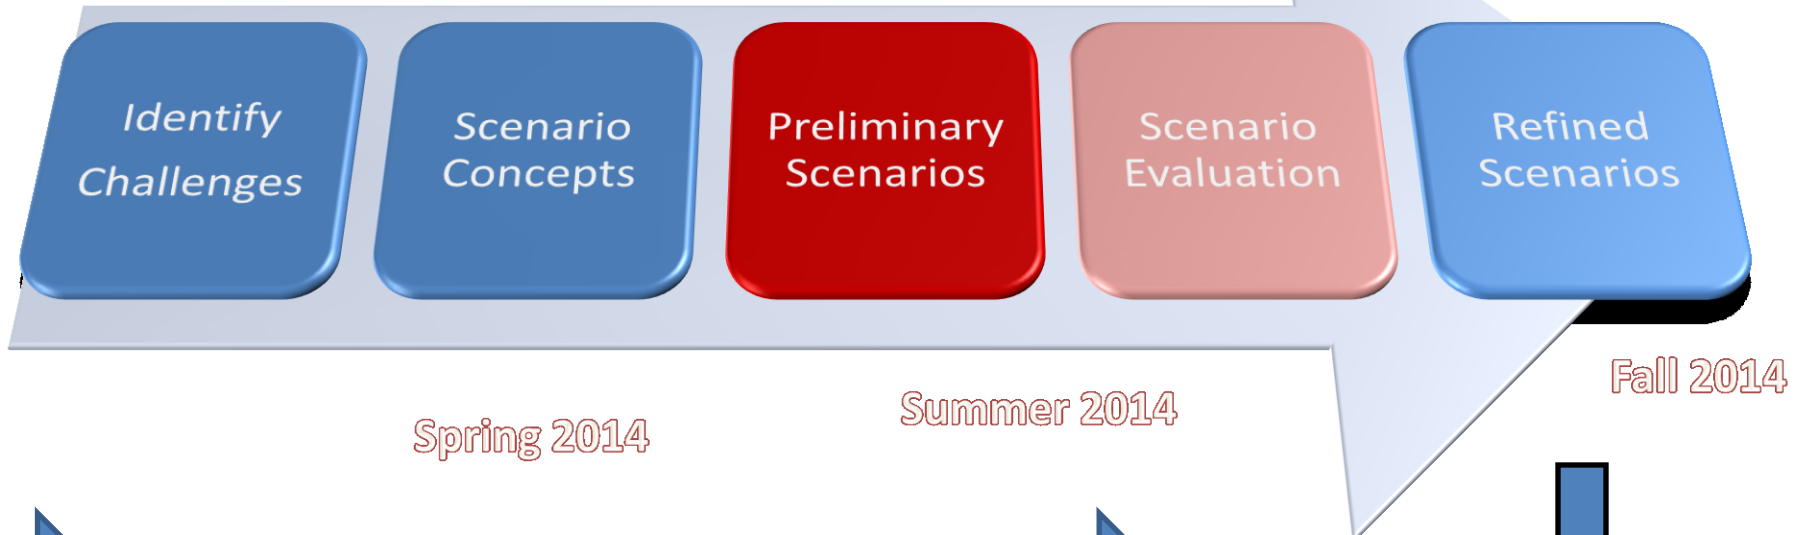 Identify
Challenges
Scenario
Concepts
Preliminary
Scenarios
Scenario
Evaluation
Refined
Scenarios
Spring 2014
Summer 2014
Fall 2014